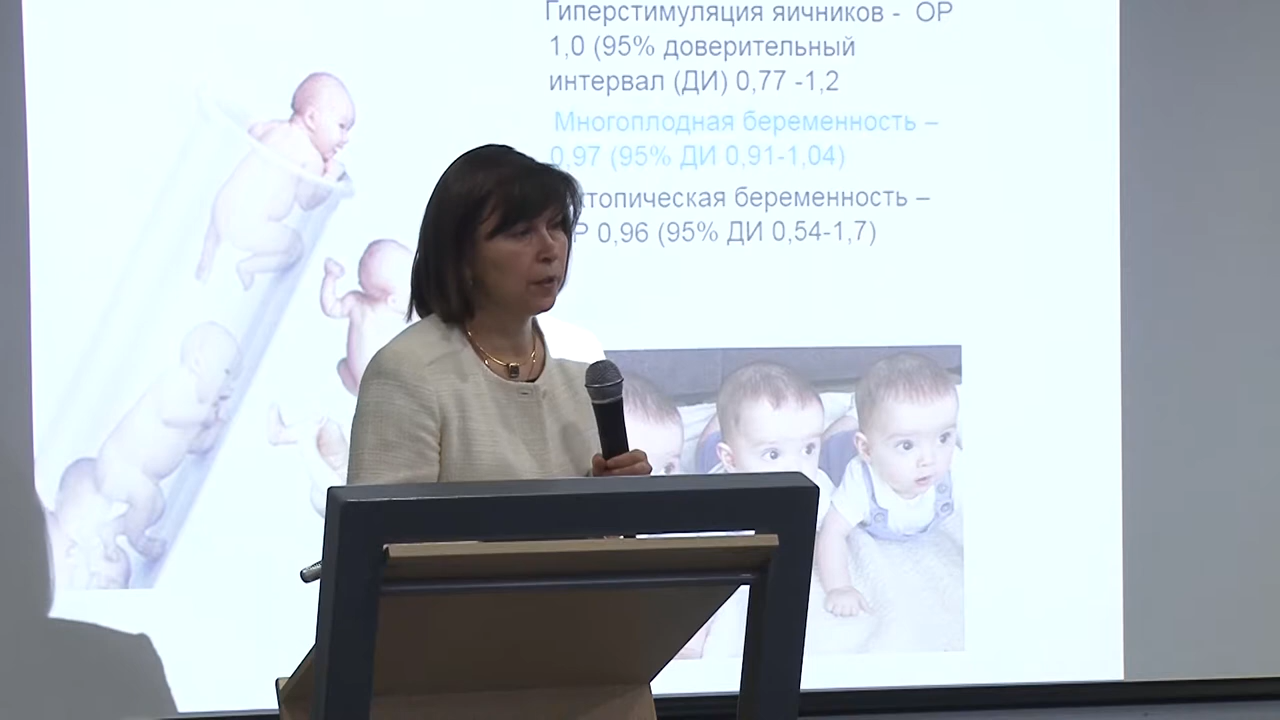 Гиперстимуляция яичников - ОР
1,0 (95% доверительный
интервал (ДИ) 0,77 -1,2
Многоплодная беременность –
0,97 (95% ДИ 0,91-1,04)
беременность –
0,96 (95% ДИ 0,54-1,7)